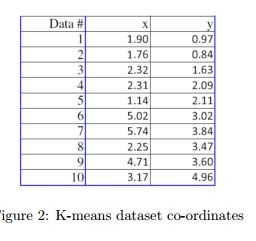 Data # x y
1 1.90 0.97
2 1.76 0.84
3 2.32 1.63
4 2.31 2.09
5 1.14 2.11
6 5.02 3.02
7 5.74 3.84
8 2.25 3.47
9 4.71 3.60
10 3.17 4.96
igure 2: K-means dataset co-ordinates